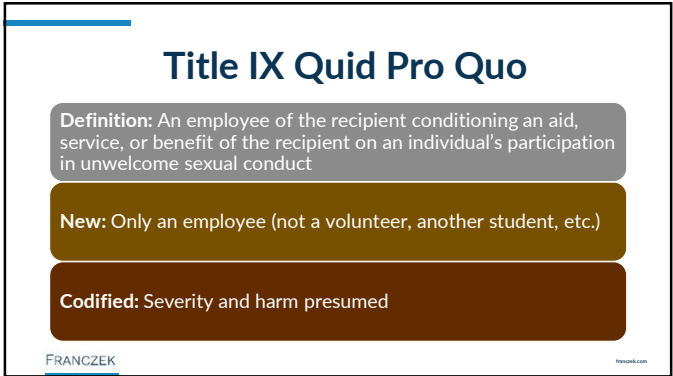 Title IX Quid Pro Quo
Definition: An employee of the recipient conditioning an aid,
service, or benefit of the recipient on an individual's participation
in unwelcome sexual conduct
New: Only an employee (not a volunteer, another student, etc.)
Codified: Severity and harm presumed
FRANCZEK
franczek.com